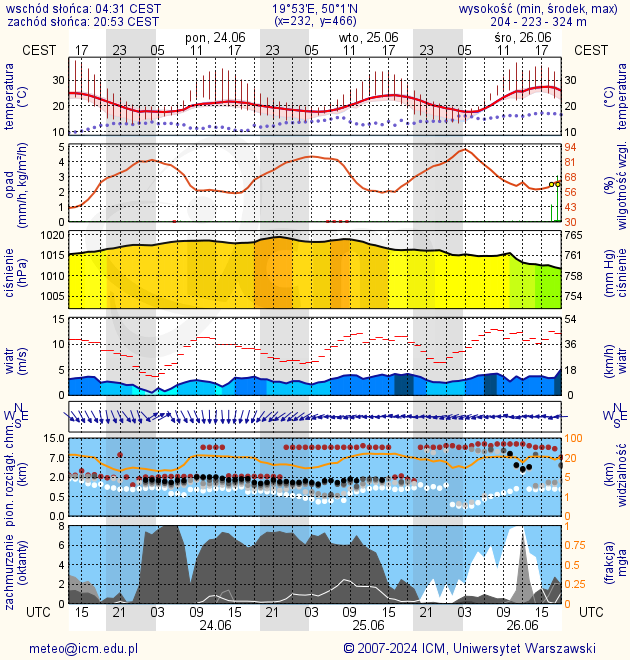 wschód słońca: 04:31 CEST 19°53'E, 50°1'N wysokość (min, środek, max)
zachód słońca: 20:53 CEST (x=232, y=466) 204 - 223 - 324 m
pon, 24.06 wto, 25.06 śro, 26.06
CEST 17 23 05 11 17 23 05 11 17 23 05 11 17 CEST
temperatura (°C) 30 20 10 30 20 10 (°C) temperatura
opad (mm/h, kg/m²/h) 5 4 3 2 1 0 94 81 68 56 43 30 (%) wilgotność wzgl.
ciśnienie (hPa) 1020 1015 1010 1005 765 761 758 754 (mm Hg) ciśnienie
wiatr (m/s) 15 10 5 0 54 36 18 0 (km/h) wiatr
N W E S N W E S
pion. rozciągł. chm. (km) 15.0 7.0 2.0 0.5 0.0 100 20 5 1 0 (km) widzialność
zachmurzenie (oktanty) 8 6 4 2 0 1 0.75 0.5 0.25 0 (frakcja) mgła
UTC 15 21 03 09 15 21 03 09 15 21 03 09 15 UTC
24.06 25.06 26.06
meteo@icm.edu.pl © 2007-2024 ICM, Uniwersytet Warszawski